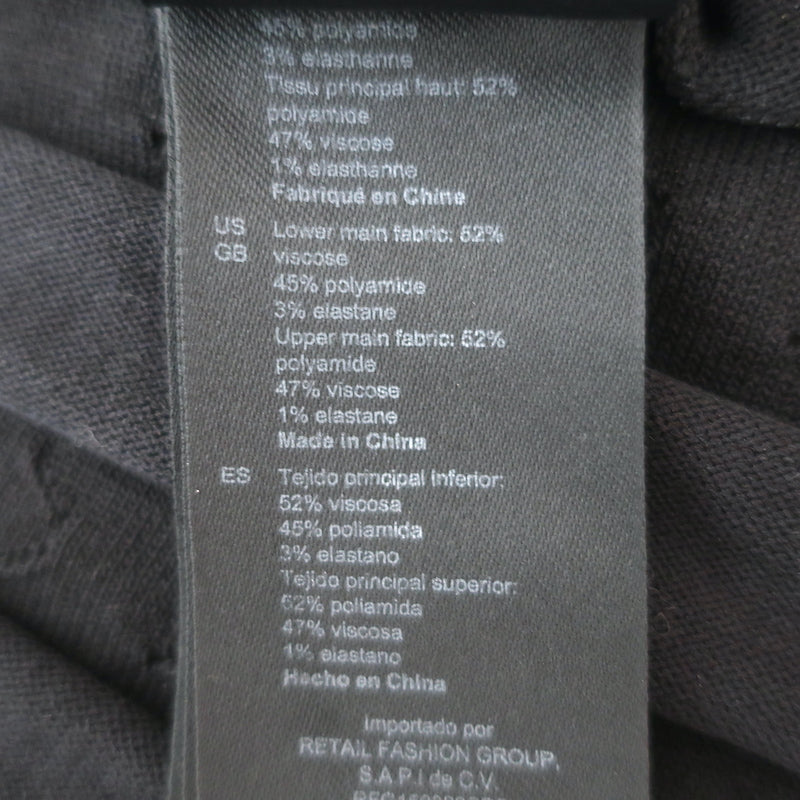 45% polyamide
3% elasthanne
Tissu principal haut: 52%
polyamide
47% viscose
1% elasthanne
Fabriqué en Chine
US Lower main fabric: 52%
GB viscose
45% polyamide
3% elastane
Upper main fabric: 52%
polyamide
47% viscose
1% elastane
Made in China
ES Tejido principal inferior:
52% viscosa
45% poliamida
3% elastano
Tejido principal superior:
52% poliamida
47% viscosa
1% elastano
Hecho en China
Importado por
RETAIL FASHION GROUP,
S.A.P.I de C.V.